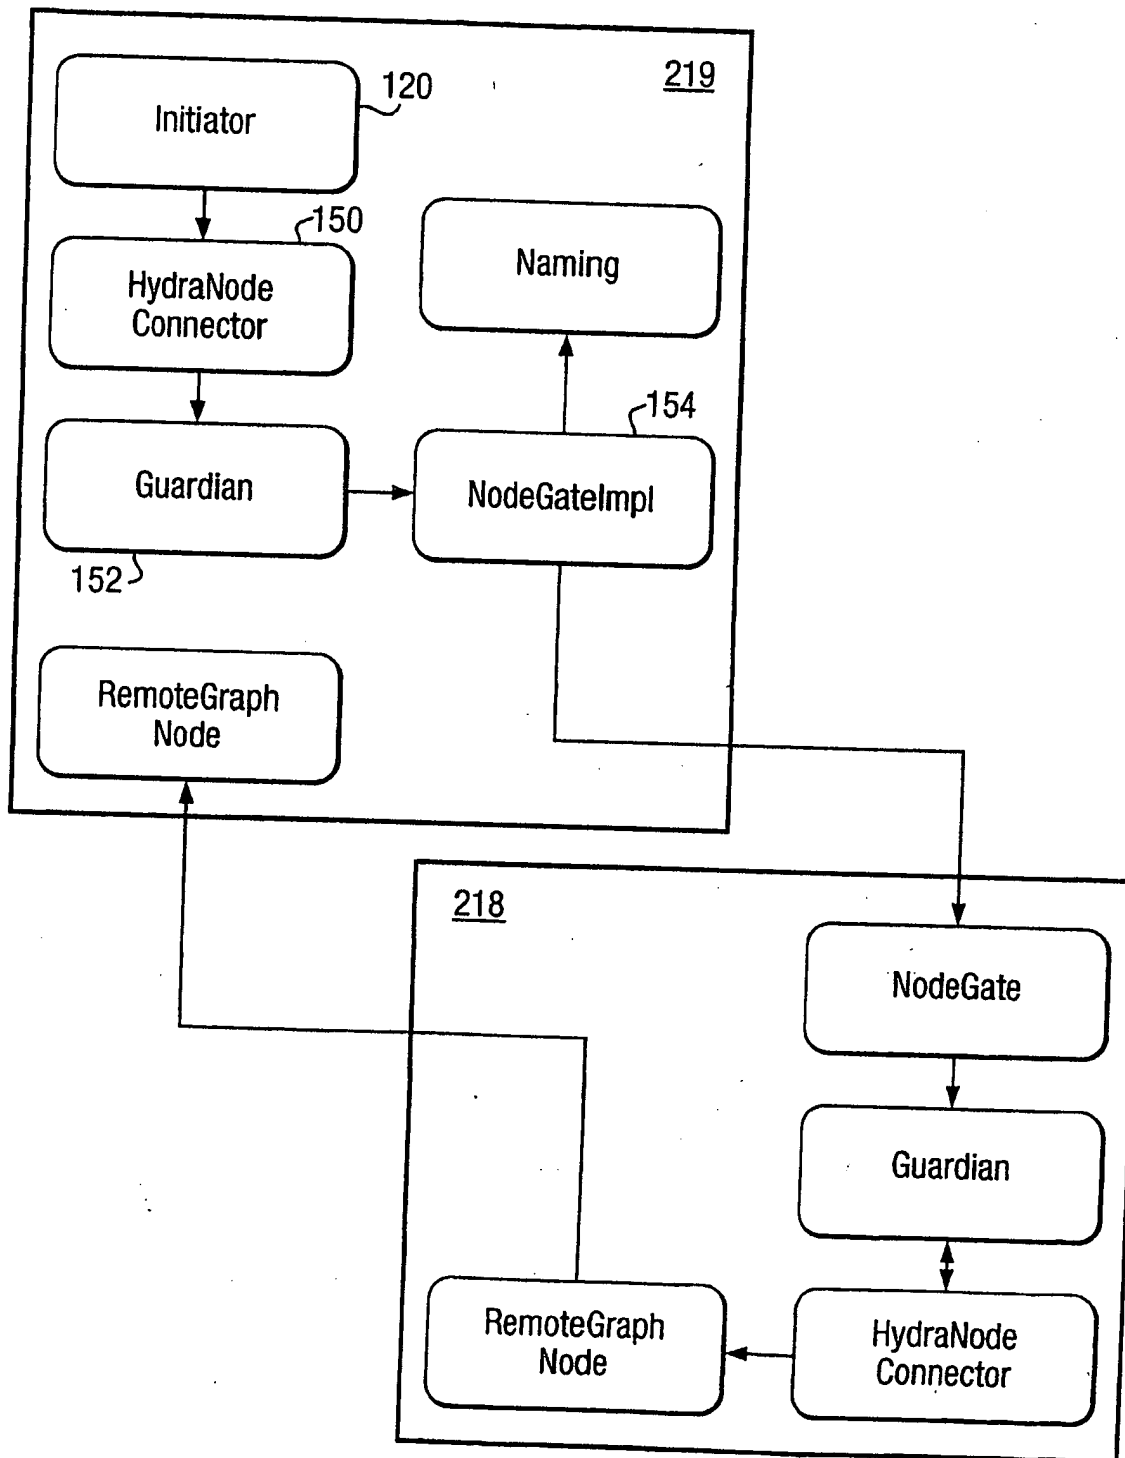 219
120
Initiator
150
HydraNode
Connector
Naming
154
Guardian
NodeGateImpl
152
RemoteGraph
Node
218
NodeGate
Guardian
RemoteGraph
Node
HydraNode
Connector